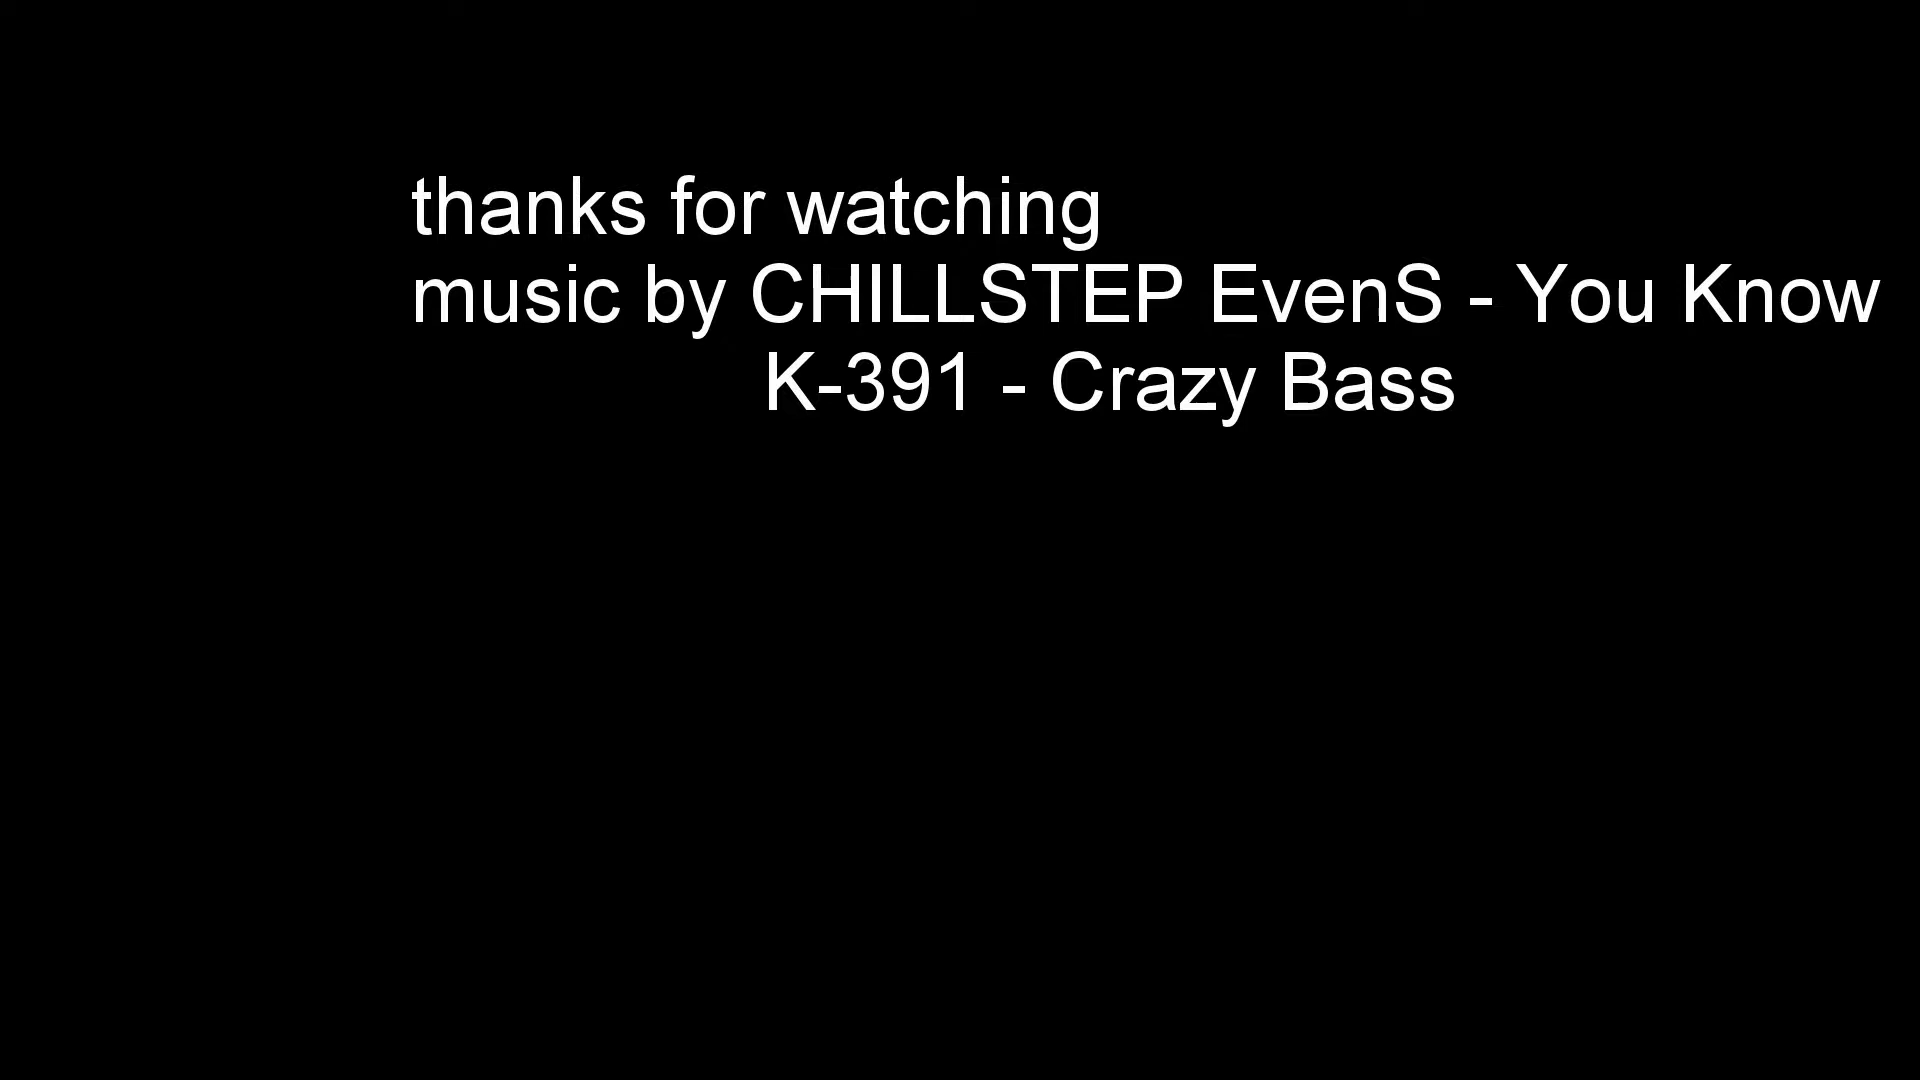 thanks for watching
music by CHILLSTEP EvenS - You Know
K-391 - Crazy Bass